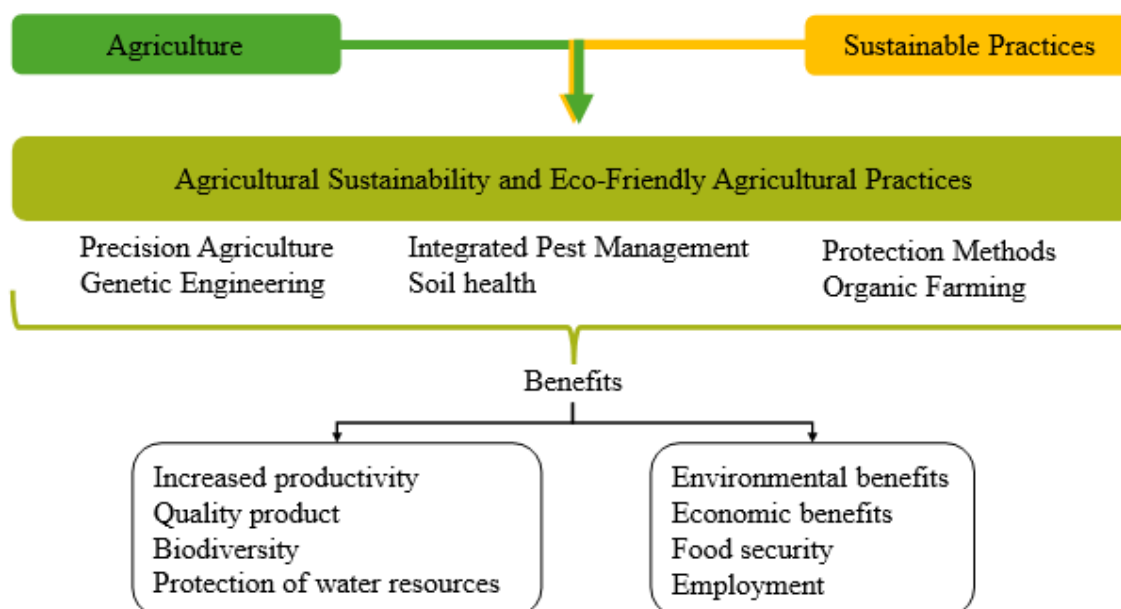 Agriculture
Sustainable Practices
Agricultural Sustainability and Eco-Friendly Agricultural Practices
Precision Agriculture
Genetic Engineering
Integrated Pest Management
Soil health
Protection Methods
Organic Farming
Benefits
Increased productivity
Quality product
Biodiversity
Protection of water resources
Environmental benefits
Economic benefits
Food security
Employment